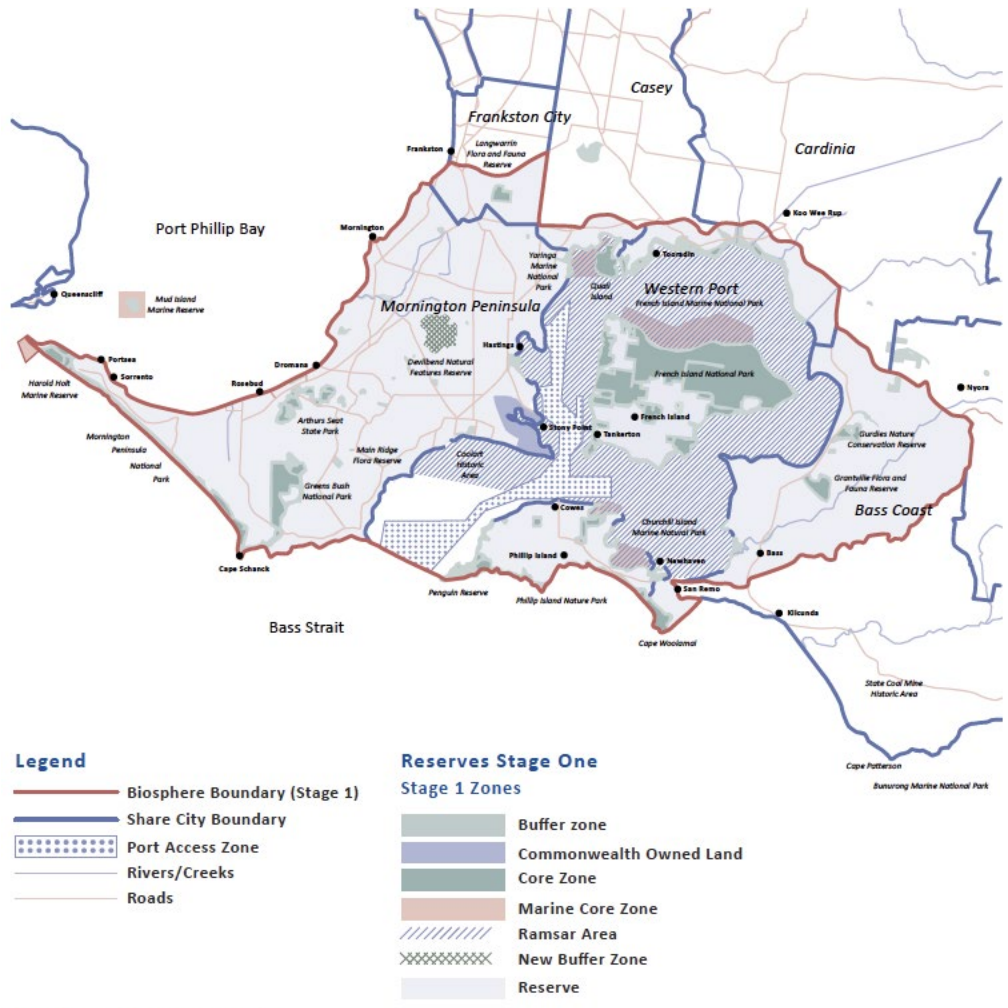 Casey
Frankston City
Langwarrin
Flora and Fauna
Reserve
Frankston
Cardinia
Koo Wee Rup
Port Phillip Bay
Mornington
Yaringa
Marine
National
Park
Tooradin
Quail
Island
Western Port
French Island Marine National Park
Queenscliff
Mud Island
Marine Reserve
Mornington Peninsula
Hastings
Devilbend Natural
Features Reserve
French Island National Park
Portsea
Sorrento
Dromana
Rosebud
Harold Holt
Marine Reserve
Nyora
Arthurs Seat
State Park
French Island
Stony Point
Tankerton
Mornington
Peninsula
National
Park
Main Ridge
Flora Reserve
Coolart
Historic
Area
Gurdies Nature
Conservation Reserve
Greens Bush
National Park
Grantville Flora and
Fauna Reserve
Bass Coast
Cowes
Churchill Island
Marine Natural Park
Cape Schanck
Phillip Island
Newhaven
Bass
Penguin Reserve
Phillip Island Nature Park
San Remo
Kilcunda
Bass Strait
Cape Woolamai
State Coal Mine
Historic Area
Cape Patterson
Bunurong Marine National Park
Legend
Biosphere Boundary (Stage 1)
Share City Boundary
Port Access Zone
Rivers/Creeks
Roads
Reserves Stage One
Stage 1 Zones
Buffer zone
Commonwealth Owned Land
Core Zone
Marine Core Zone
Ramsar Area
New Buffer Zone
Reserve